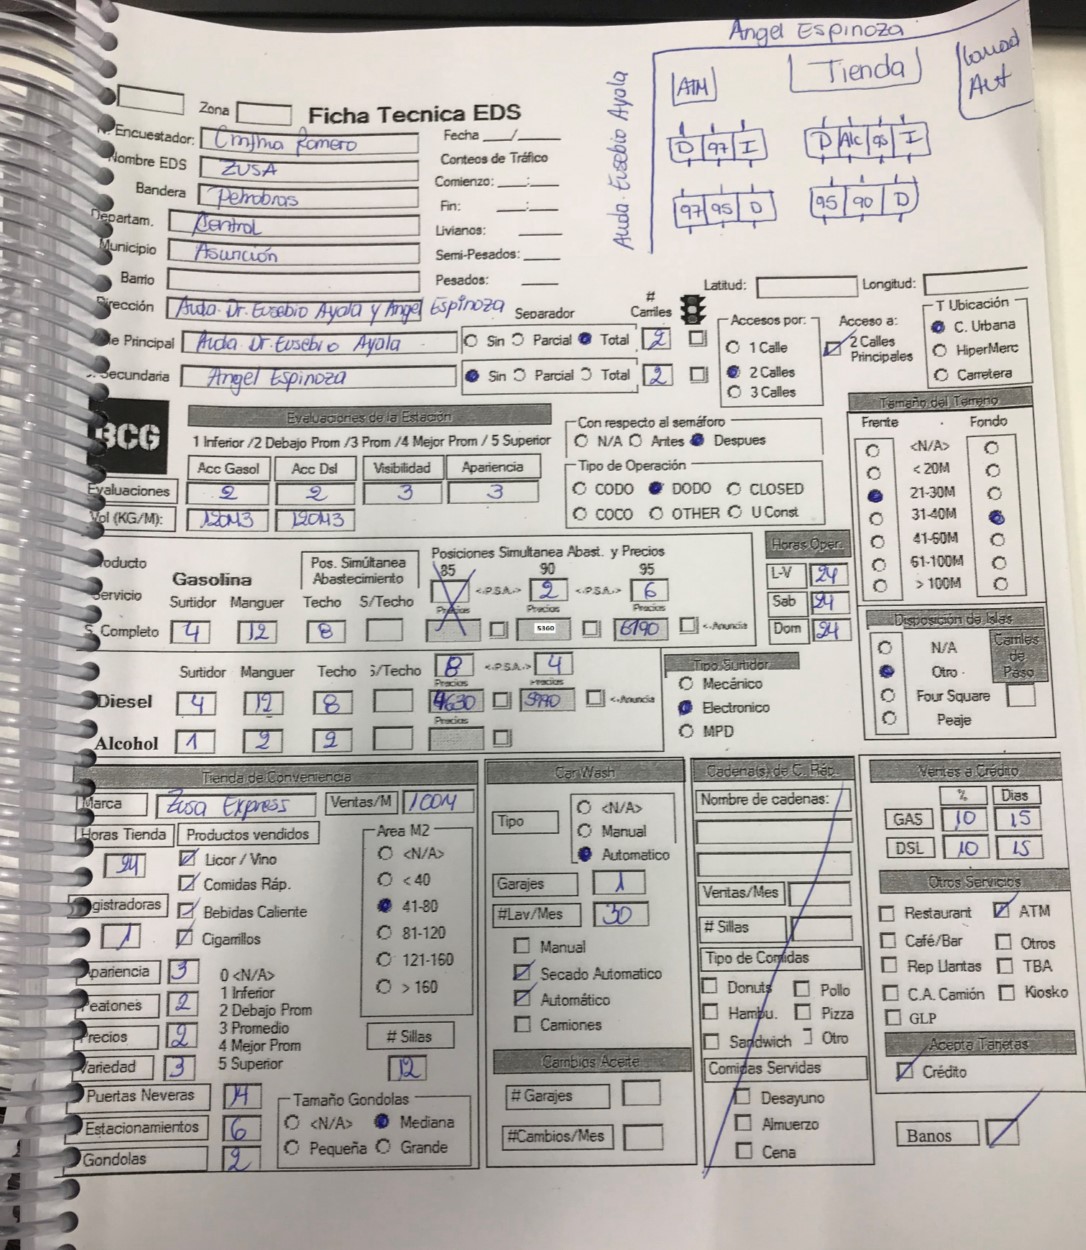 Angel Espinoza
Avda. Eusebio Ayala
ATM
Tienda
Lavad
Aut
D 97 I
D Alc 95 I
97 95 D
95 90 D
Zona
Ficha Tecnica EDS
Encuestador: Cinthia Romero
Fecha ___/___
Nombre EDS ZUSA
Conteos de Tráfico
Bandera Petrobras
Comienzo: ___:___
Departam. Central
Fin: ___:___
Municipio Asunción
Livianos: ___
Semi-Pesados: ___
Barrio
Pesados: ___
Latitud:
Longitud:
Dirección Avda. Dr. Eusebio Ayala y Angel Espinoza
Separador
# Carriles
e Principal Avda. Dr. Eusebio Ayala
Sin Parcial Total 2
Secundaria Angel Espinoza
Sin Parcial Total 2
Accesos por:
1 Calle
2 Calles
3 Calles
Acceso a:
2 Calles
Principales
T Ubicación
C. Urbana
HiperMerc
Carretera
BCG
Evaluaciones de la Estación
1 Inferior /2 Debajo Prom /3 Prom /4 Mejor Prom / 5 Superior
Acc Gasol Acc Dsl Visibilidad Apariencia
Evaluaciones 2 2 3 3
Vol (KG/M): 120M3 120M3
Con respecto al semáforo
N/A Antes Despues
Tipo de Operación
CODO DODO CLOSED
COCO OTHER U Const
Tamaño del Terreno
Frente Fondo
<N/A>
< 20M
21-30M
31-40M
41-60M
61-100M
> 100M
Producto
Servicio
Gasolina
Pos. Simúltanea
Abastecimiento
Posiciones Simultanea Abast. y Precios
85 90 95
<.P.S.A.> 2 <.P.S.A.> 6
Surtidor Manguer Techo S/Techo
Precios Precios Precios
S. Completo 4 12 8
5360 6190 <-Anuncia
Horas Oper.
L-V 24
Sab 24
Dom 24
Disposición de Islas
N/A
Otro
Four Square
Peaje
Carriles
de
Paso
Surtidor Manguer Techo S/Techo
8 <.P.S.A.> 4
Precios Precios
Diesel 4 12 8
4630 5990 <-Anuncia
Precios
Alcohol 1 2 2
Tipo Surtidor
Mecánico
Electronico
MPD
Tienda de Conveniencia
Marca Zusa Express Ventas/M 100M
Horas Tienda
24
Productos vendidos
Licor / Vino
Comidas Ráp.
Bebidas Caliente
Cigarrillos
Registradoras
1
Area M2
<N/A>
< 40
41-80
81-120
121-160
> 160
Apariencia 3
Peatones 2
Precios 2
Variedad 3
0 <N/A>
1 Inferior
2 Debajo Prom
3 Promedio
4 Mejor Prom
5 Superior
# Sillas
12
Puertas Neveras 14
# Estacionamientos 6
Gondolas 2
Tamaño Gondolas
<N/A> Mediana
Pequeña Grande
Car Wash
Tipo
<N/A>
Manual
Automatico
Garajes 1
#Lav/Mes 30
Manual
Secado Automatico
Automático
Camiones
Cambios Aceite
# Garajes
#Cambios/Mes
Cadena(s) de C. Ráp.
Nombre de cadenas:
Ventas/Mes
# Sillas
Tipo de Comidas
Donuts Pollo
Hambu. Pizza
Sandwich Otro
Comidas Servidas
Desayuno
Almuerzo
Cena
Ventas a Crédito
% Dias
GAS 10 15
DSL 10 15
Otros Servicios
Restaurant ATM
Café/Bar Otros
Rep Llantas TBA
C.A. Camión Kiosko
GLP
Acepta Tarjetas
Crédito
Banos